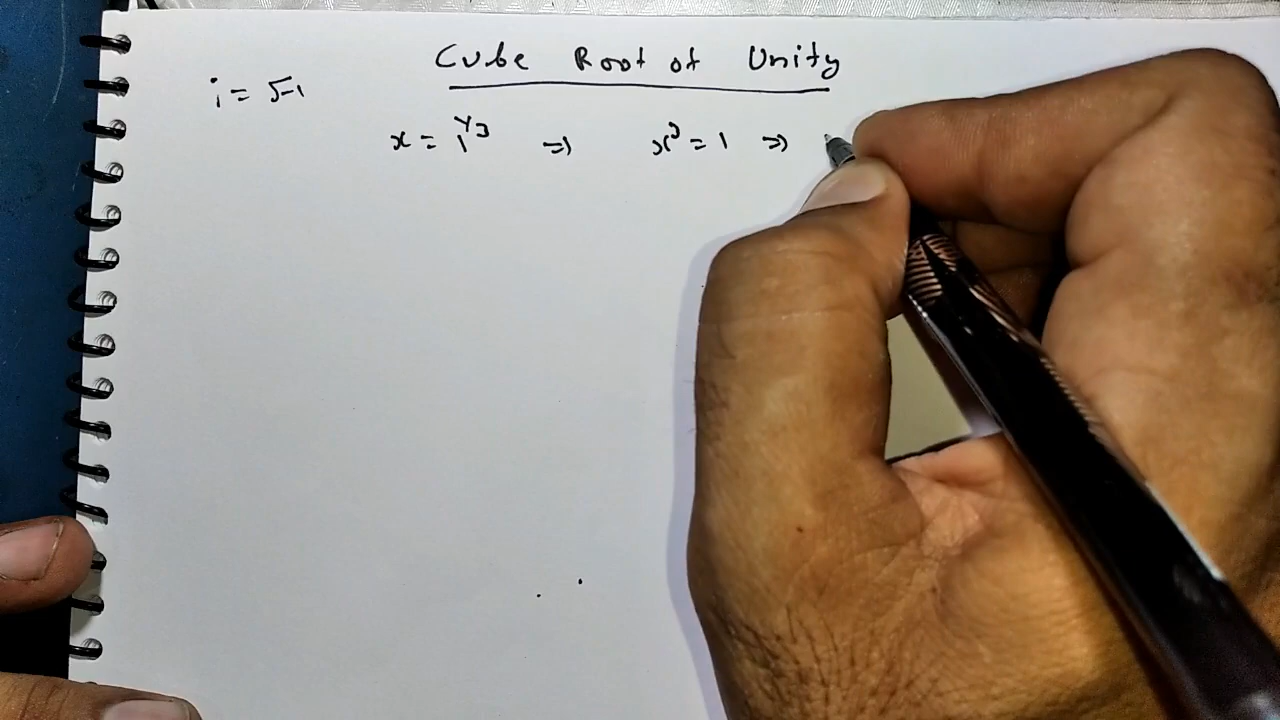 Cube Root of Unity
i = √-1
x = 1^1/3 => x³ = 1 =>